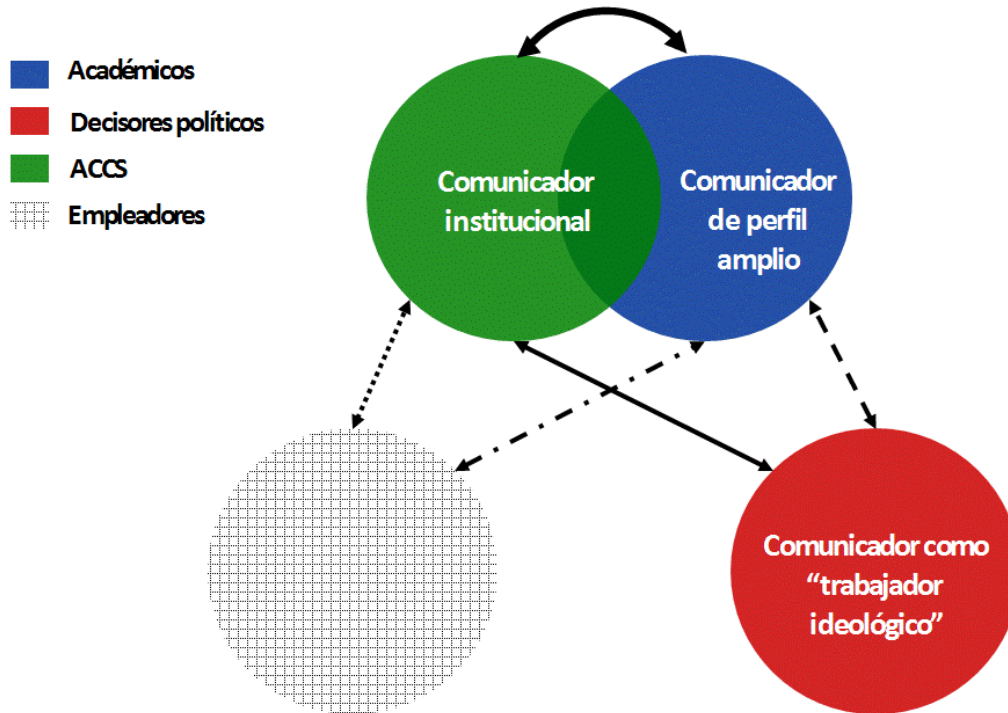 Académicos
Decisores políticos
ACCS
Empleadores
Comunicador
institucional
Comunicador
de perfil
amplio
Comunicador como
“trabajador
ideológico”